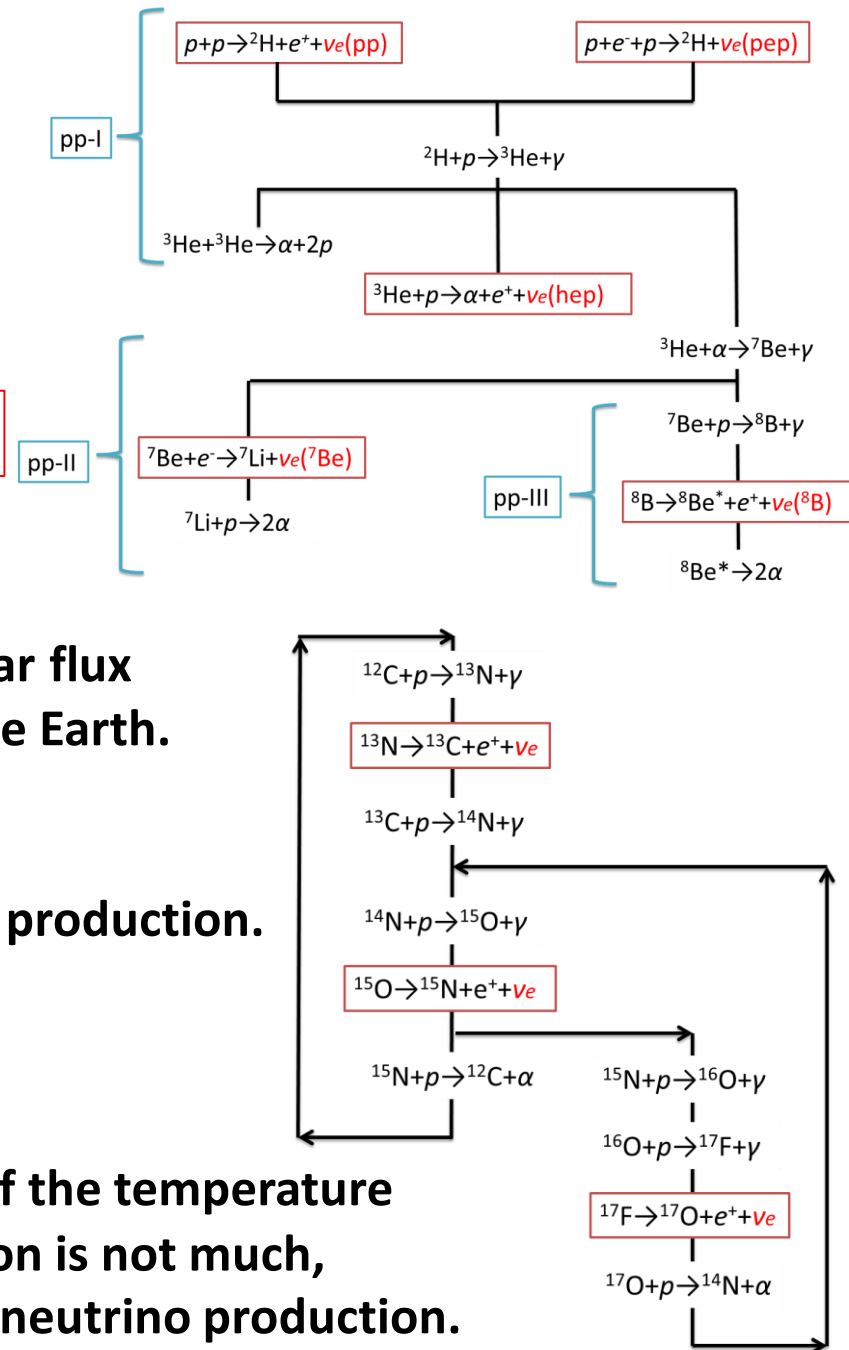 p+p→²H+e⁺+νe(pp)
p+e⁻+p→²H+νe(pep)
pp-I
²H+p→³He+γ
³He+³He→α+2p
³He+p→α+e⁺+νe(hep)
³He+α→⁷Be+γ
⁷Be+p→⁸B+γ
pp-II
⁷Be+e⁻→⁷Li+νe(⁷Be)
pp-III
⁸B→⁸Be*+e⁺+νe(⁸B)
⁷Li+p→2α
⁸Be*→2α
ar flux
e Earth.
production.
f the temperature
on is not much,
neutrino production.
¹²C+p→¹³N+γ
¹³N→¹³C+e⁺+νe
¹³C+p→¹⁴N+γ
¹⁴N+p→¹⁵O+γ
¹⁵O→¹⁵N+e⁺+νe
¹⁵N+p→¹²C+α
¹⁵N+p→¹⁶O+γ
¹⁶O+p→¹⁷F+γ
¹⁷F→¹⁷O+e⁺+νe
¹⁷O+p→¹⁴N+α